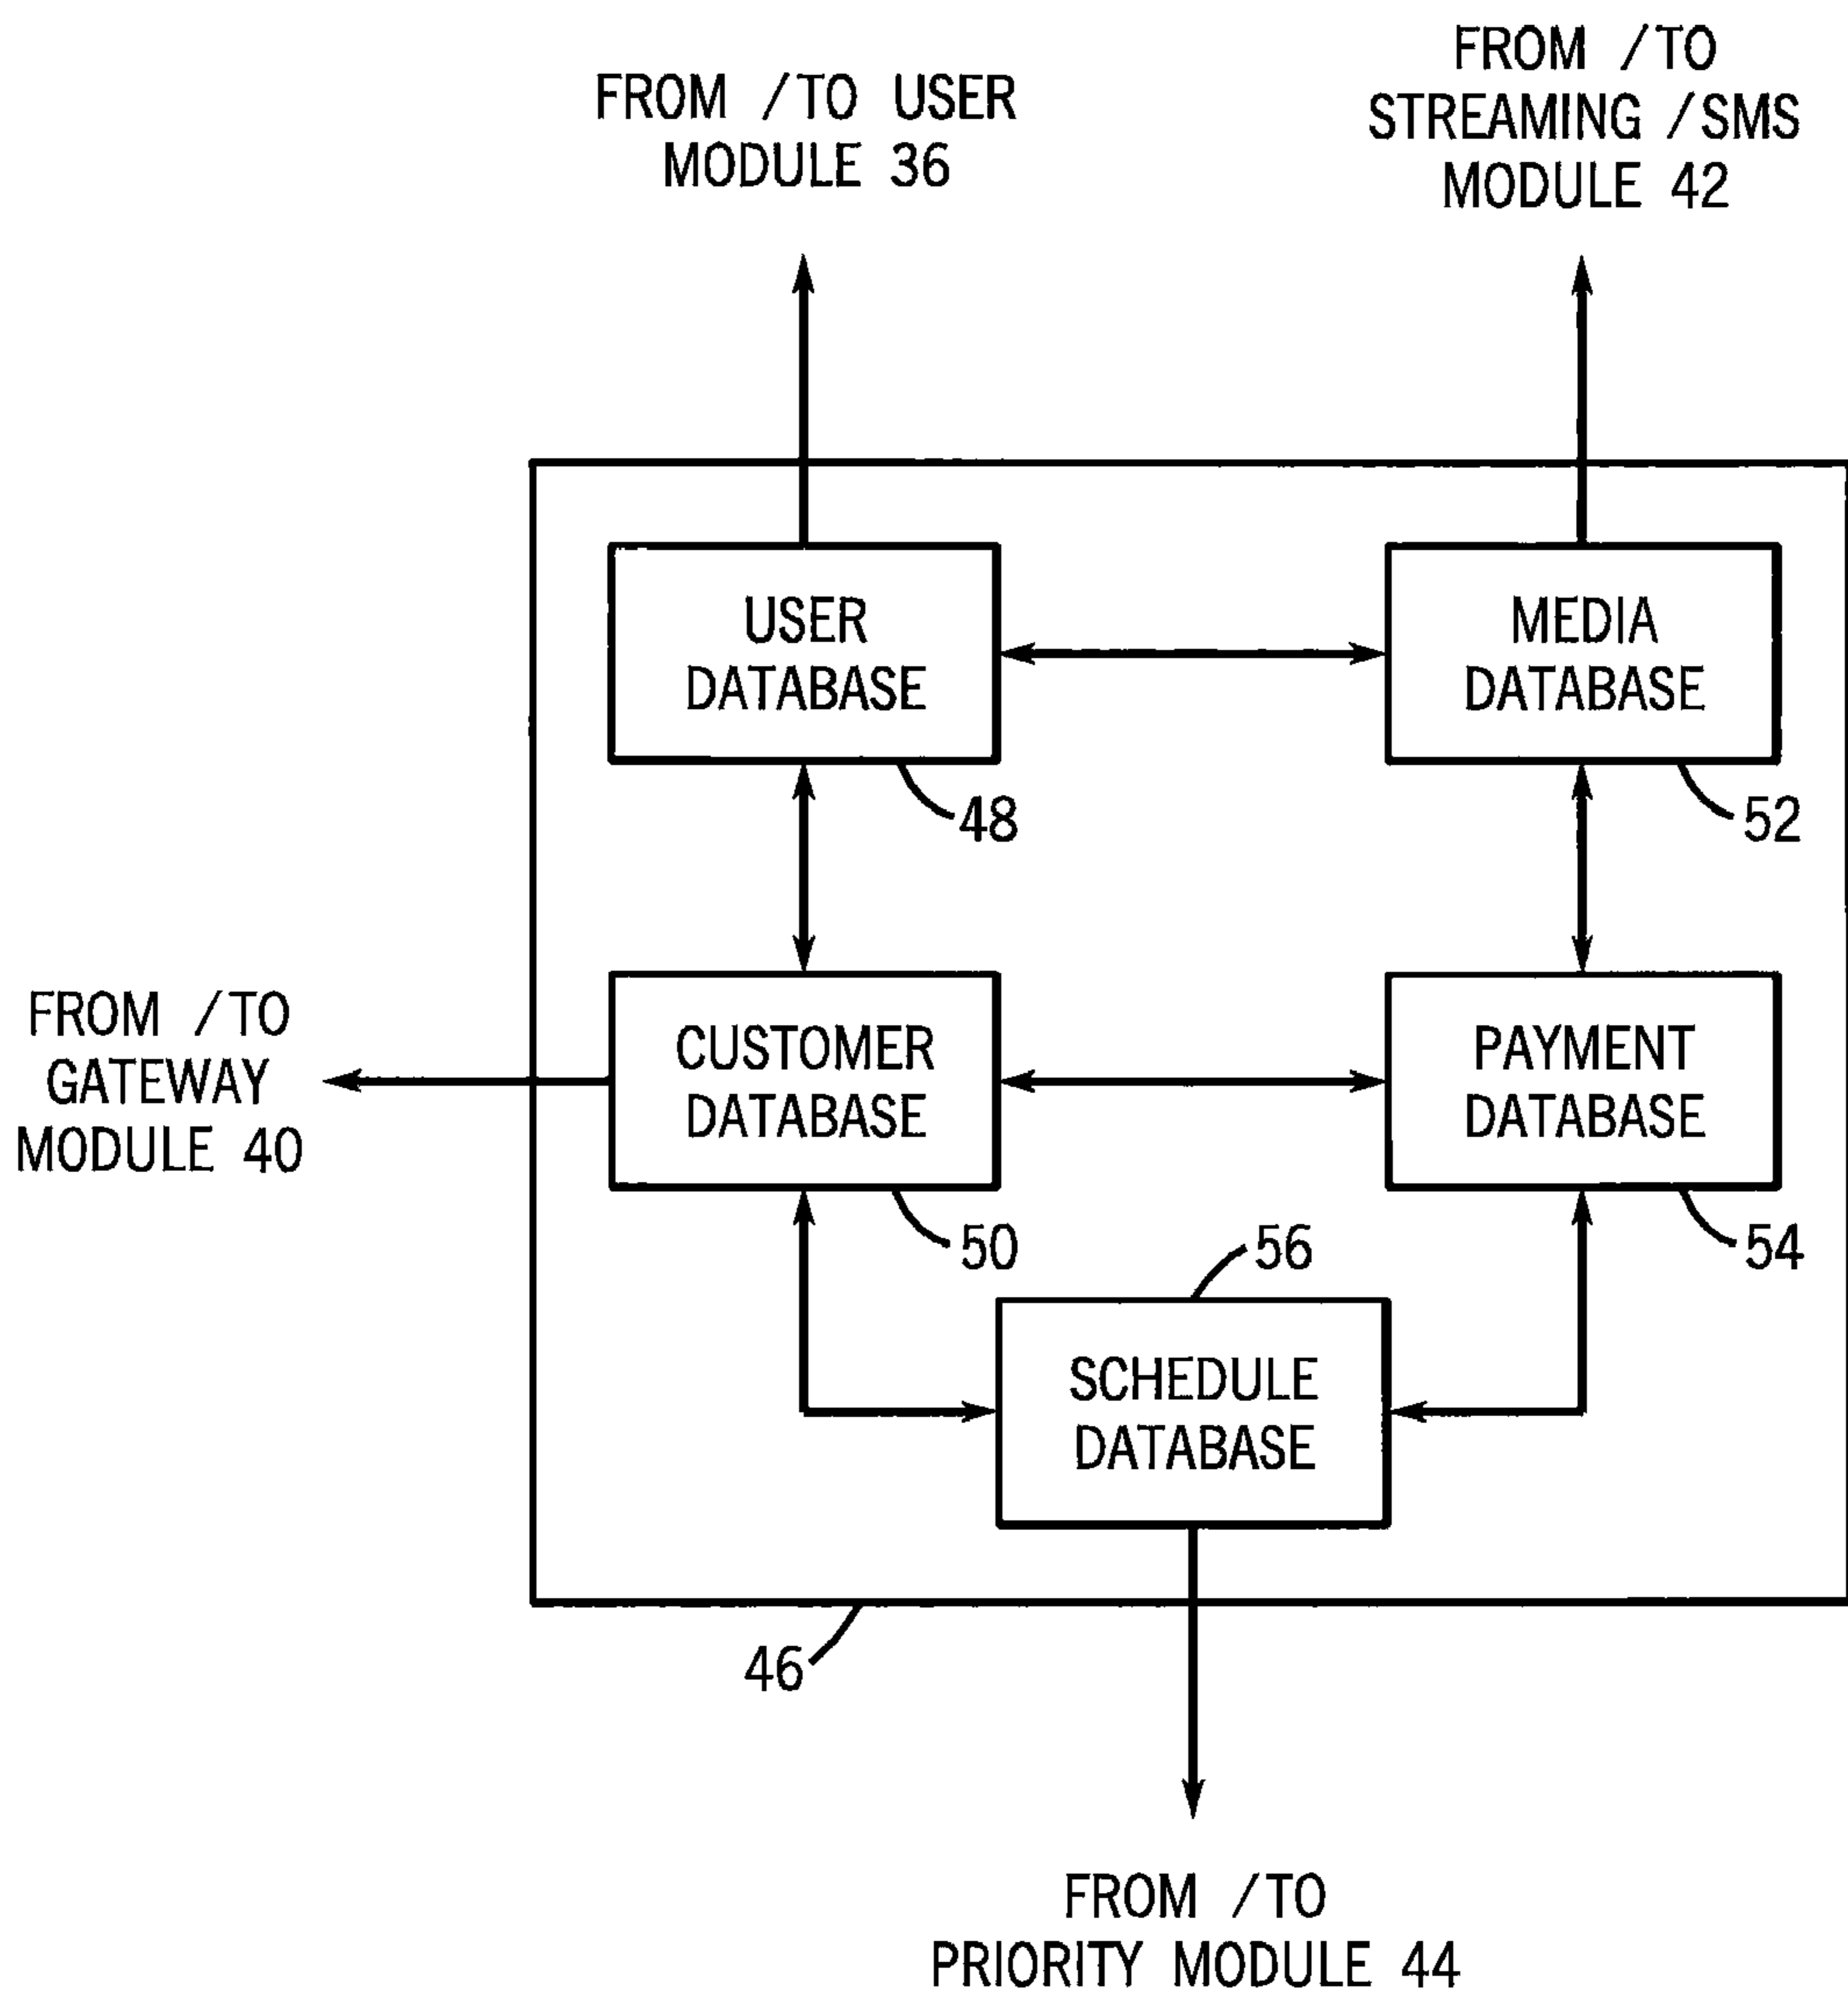 FROM /TO USER
MODULE 36
FROM /TO
STREAMING /SMS
MODULE 42
USER
DATABASE
48
MEDIA
DATABASE
52
FROM /TO
GATEWAY
MODULE 40
CUSTOMER
DATABASE
50
PAYMENT
DATABASE
54
56
SCHEDULE
DATABASE
46
FROM /TO
PRIORITY MODULE 44